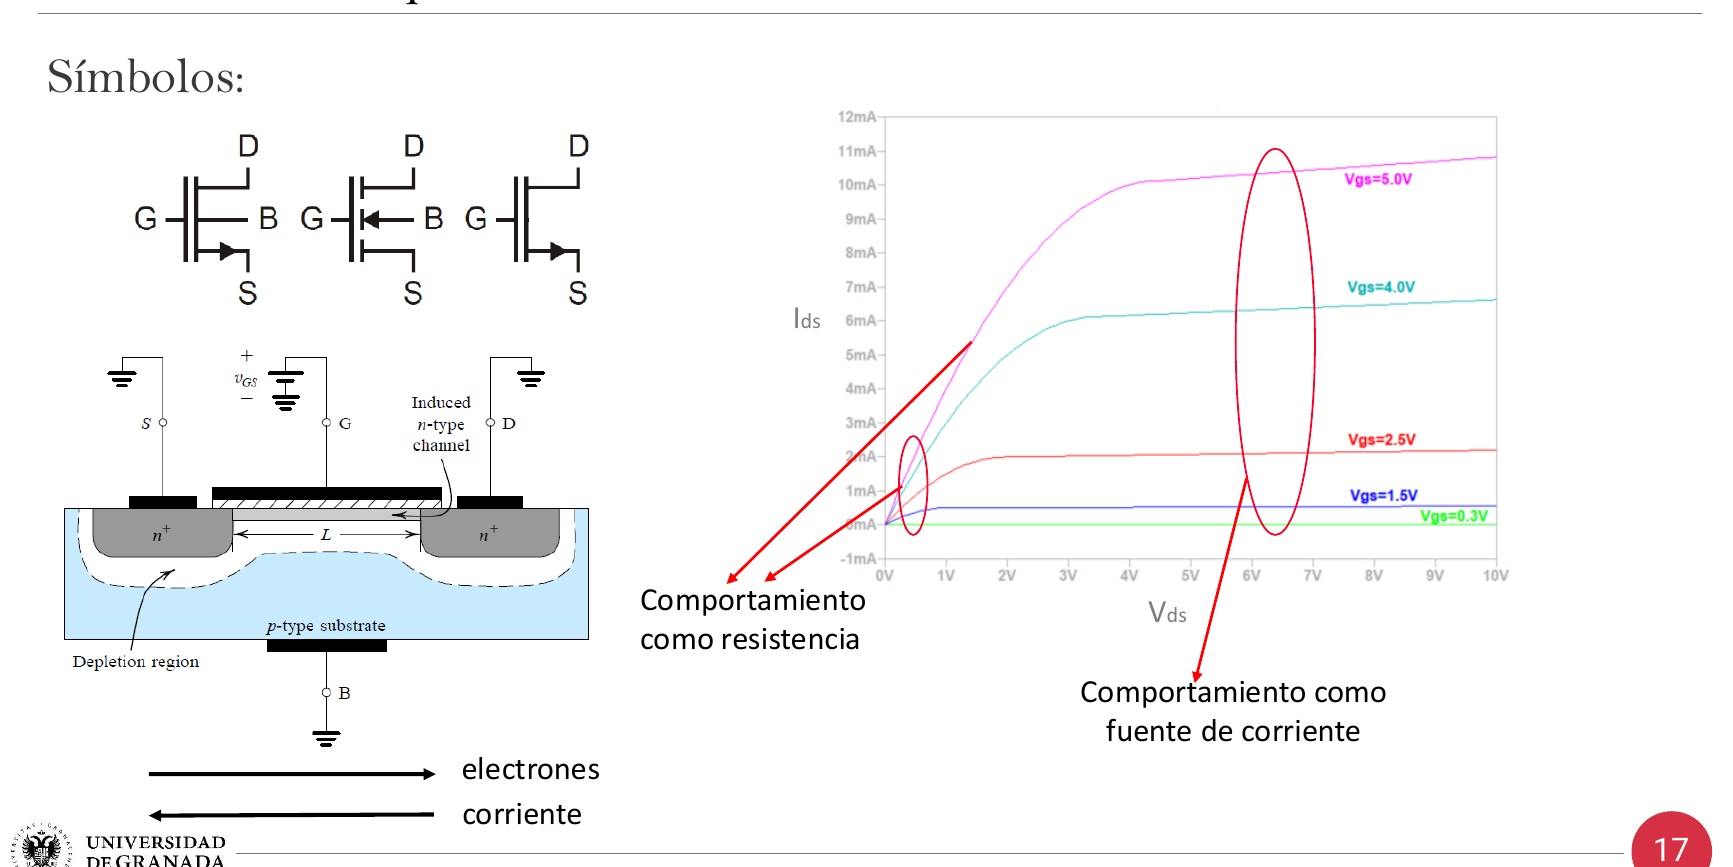 Símbolos:
D D D
G B G B G
S S S
+
vGS
−
S
G
D
Induced
n-type
channel
n+
L
n+
p-type substrate
Depletion region
B
electrones
corriente
12mA
11mA
10mA
9mA
8mA
7mA
6mA
5mA
4mA
3mA
2mA
1mA
0mA
-1mA
Ids
Vgs=5.0V
Vgs=4.0V
Vgs=2.5V
Vgs=1.5V
Vgs=0.3V
0V 1V 2V 3V 4V 5V 6V 7V 8V 9V 10V
Vds
Comportamiento
como resistencia
Comportamiento como
fuente de corriente
UNIVERSIDAD
DE GRANADA
17